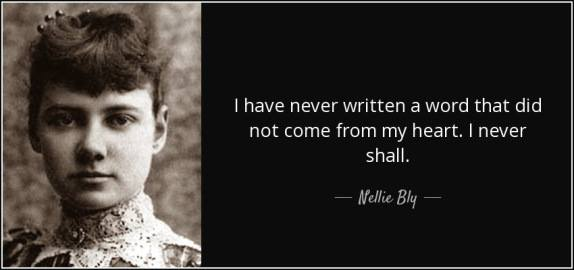 I have never written a word that did
not come from my heart. I never
shall.
— Nellie Bly —